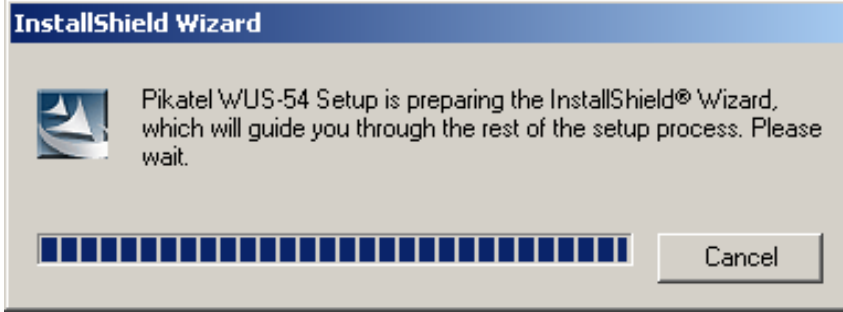 InstallShield Wizard
Pikatel WUS-54 Setup is preparing the InstallShield® Wizard,
which will guide you through the rest of the setup process. Please
wait.
Cancel